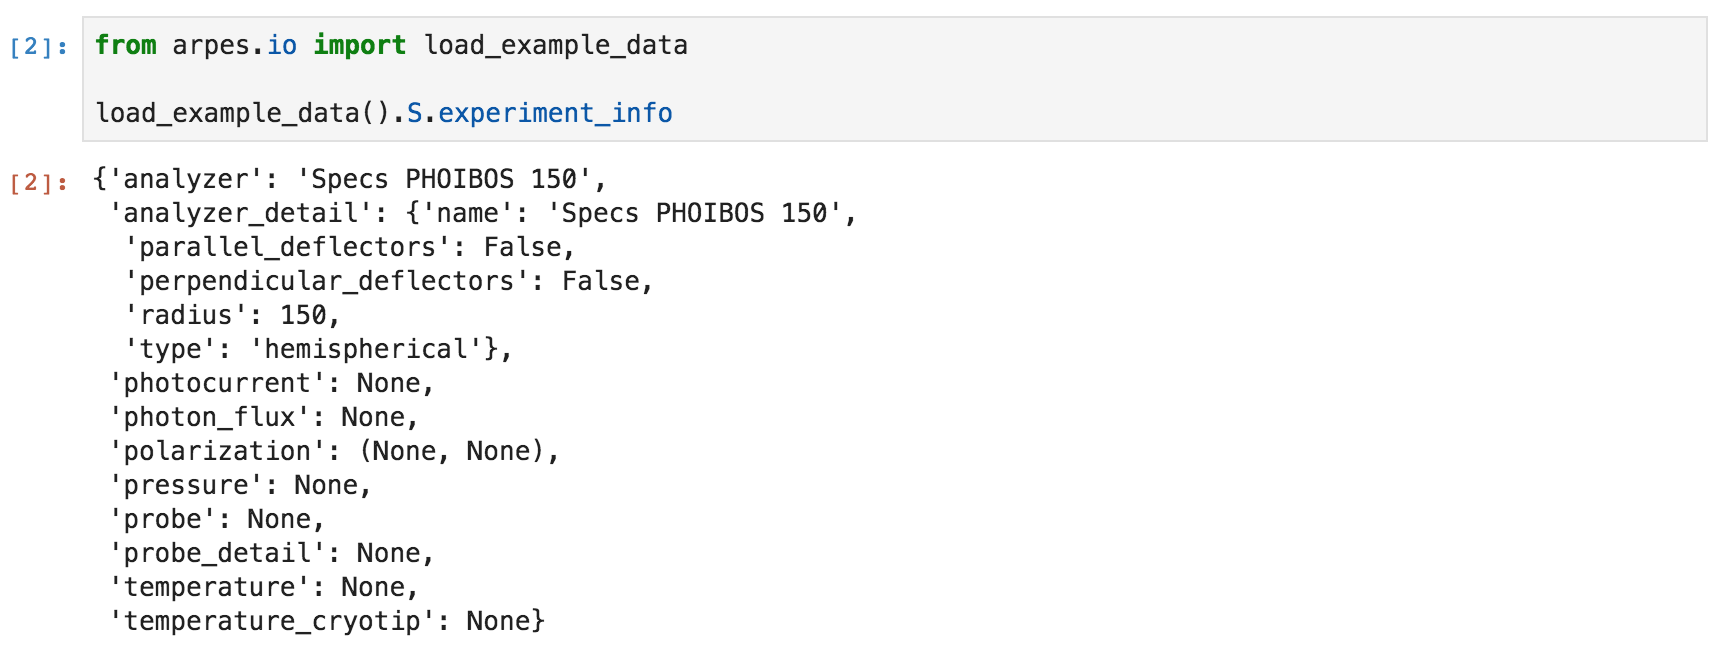 [2]: from arpes.io import load_example_data
load_example_data().S.experiment_info
[2]: {'analyzer': 'Specs PHOIBOS 150',
'analyzer_detail': {'name': 'Specs PHOIBOS 150',
'parallel_deflectors': False,
'perpendicular_deflectors': False,
'radius': 150,
'type': 'hemispherical'},
'photocurrent': None,
'photon_flux': None,
'polarization': (None, None),
'pressure': None,
'probe': None,
'probe_detail': None,
'temperature': None,
'temperature_cryotip': None}